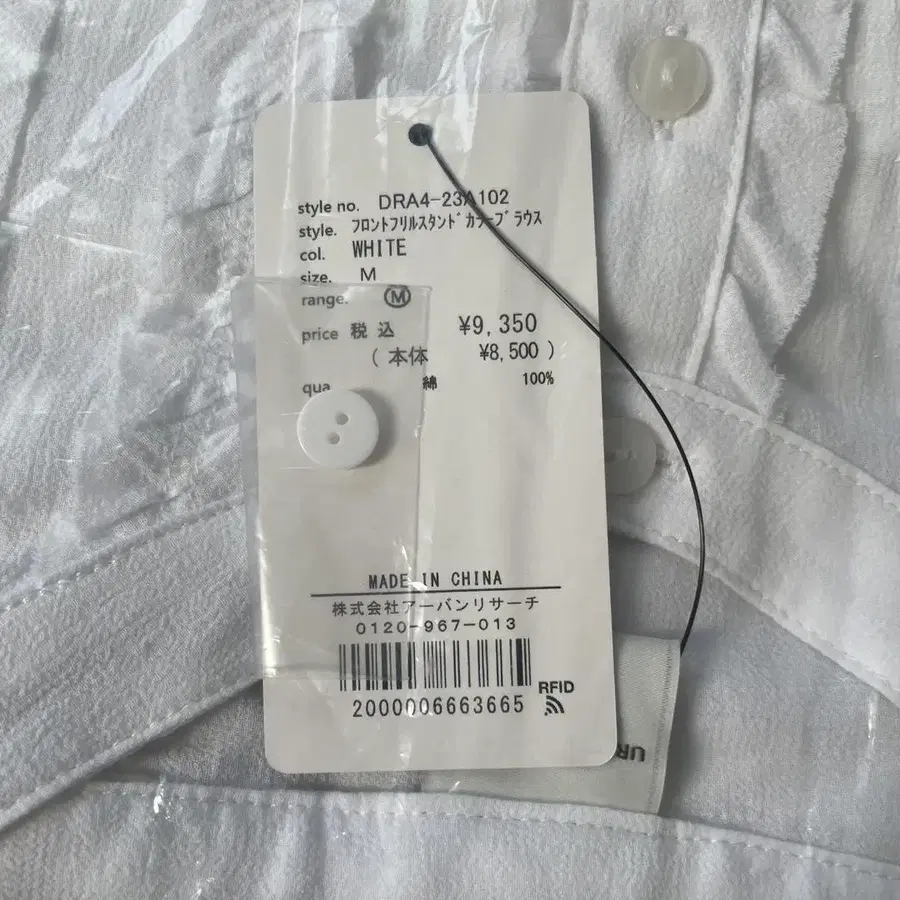 style no. DRA4-23A102
style. ﾌﾛﾝﾄﾌﾘﾙｽﾀﾝﾄﾞｶﾗｰﾌﾞﾗｳｽ
col. WHITE
size. M
range. Ⓜ
price 税込 ¥9,350
(本体 ¥8,500)
qua 綿 100%
MADE IN CHINA
株式会社アーバンリサーチ
0120-967-013
2000006663665
RFID
UR